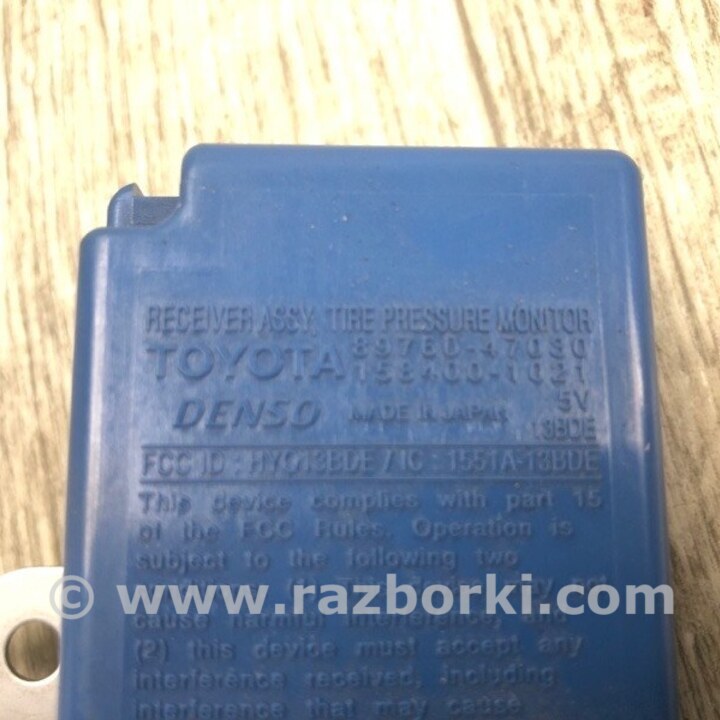 RECEIVER ASSY, TIRE PRESSURE MONITOR
TOYOTA 89760-47030
158400-1021
DENSO MADE IN JAPAN 5V
13BDE
FCC ID : HYQ13BDE / IC : 1551A-13BDE
This device complies with part 15
of the FCC Rules. Operation is
subject to the following two
© www.razborki.com
cause harmful interference, and
(2) this device must accept any
interference received, including
interference that may cause